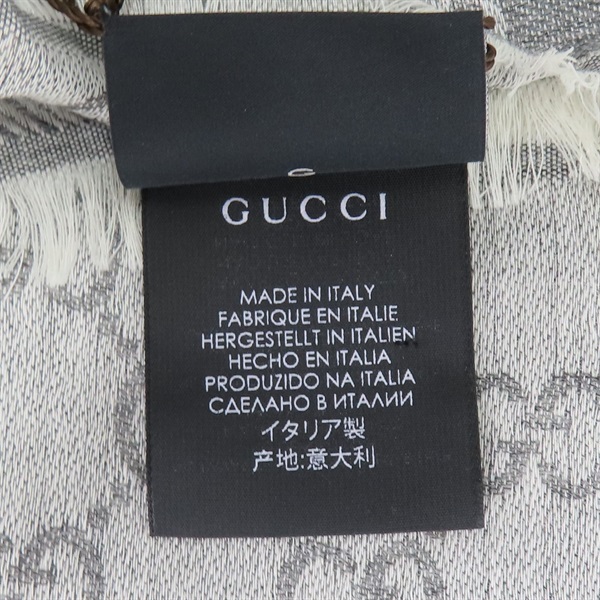 GUCCI
MADE IN ITALY
FABRIQUE EN ITALIE
HERGESTELLT IN ITALIEN
HECHO EN ITALIA
PRODUZIDO NA ITALIA
СДЕЛАНО В ИТАЛИИ
イタリア製
产地:意大利